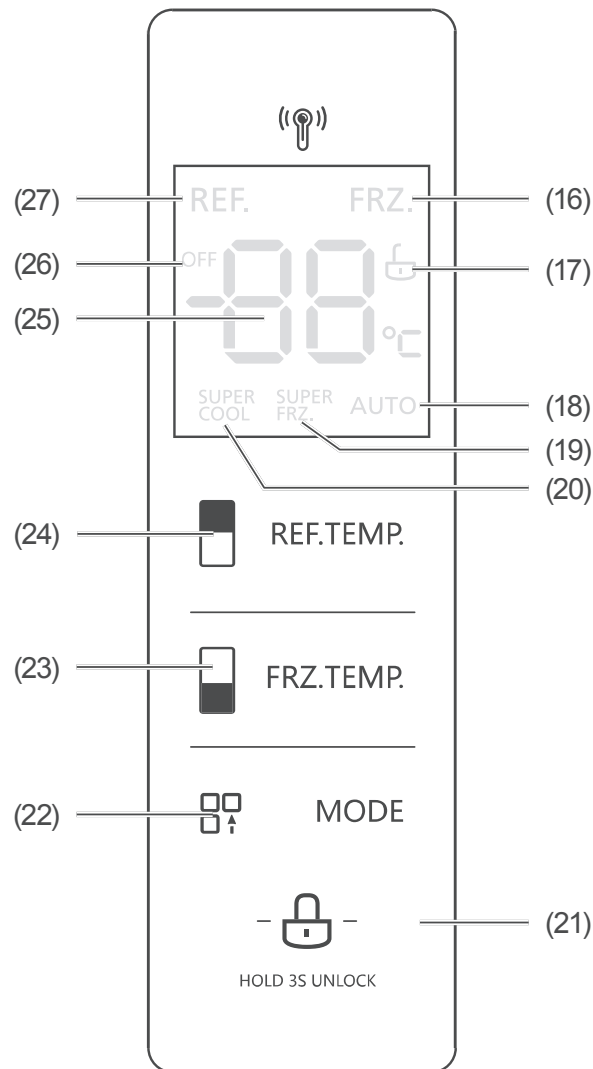 (27) REF. FRZ. (16)
(26) OFF (17)
(25) -88 °C
SUPER COOL SUPER FRZ. AUTO (18)
(19)
(20)
(24) REF.TEMP.
(23) FRZ.TEMP.
(22) MODE
(21)
HOLD 3S UNLOCK